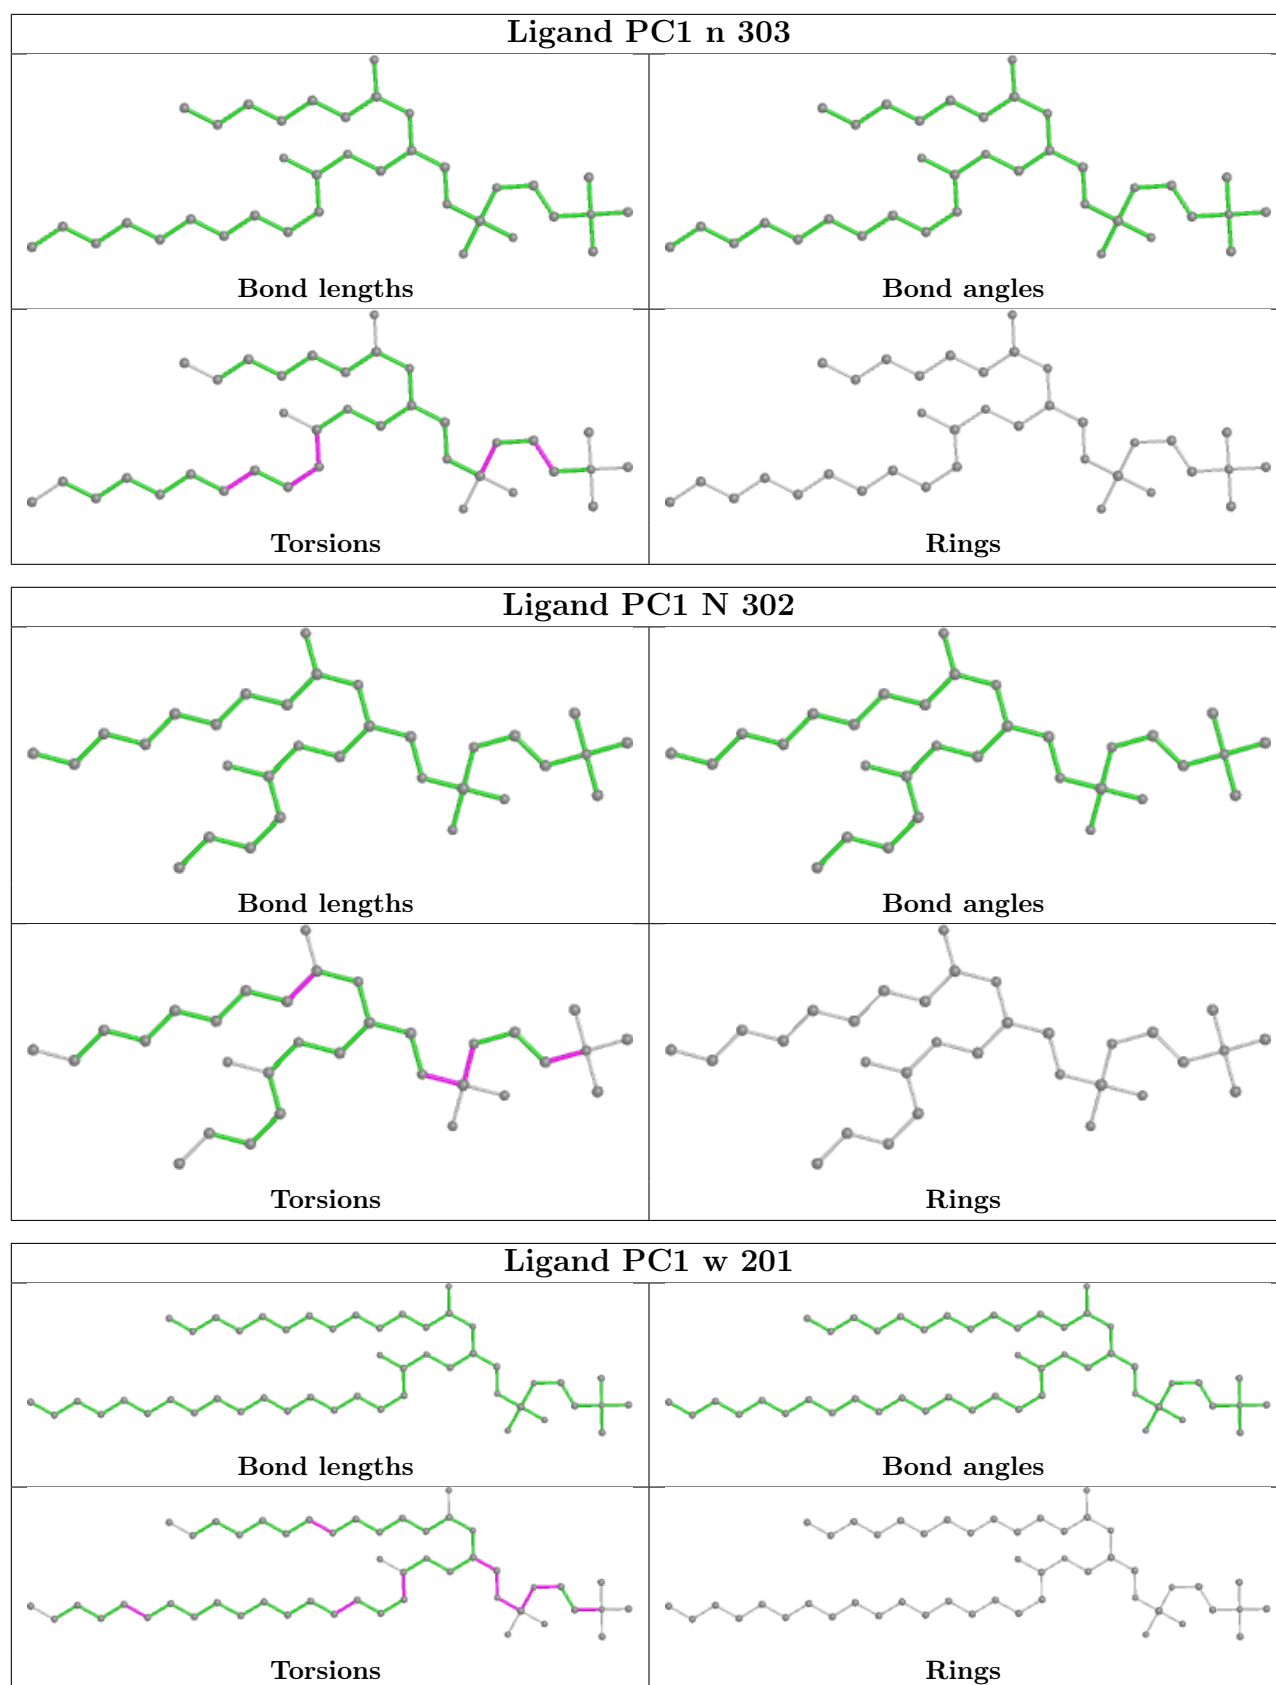 Ligand PC1 n 303
Bond lengths
Bond angles
Torsions
Rings
Ligand PC1 N 302
Bond lengths
Bond angles
Torsions
Rings
Ligand PC1 w 201
Bond lengths
Bond angles
Torsions
Rings